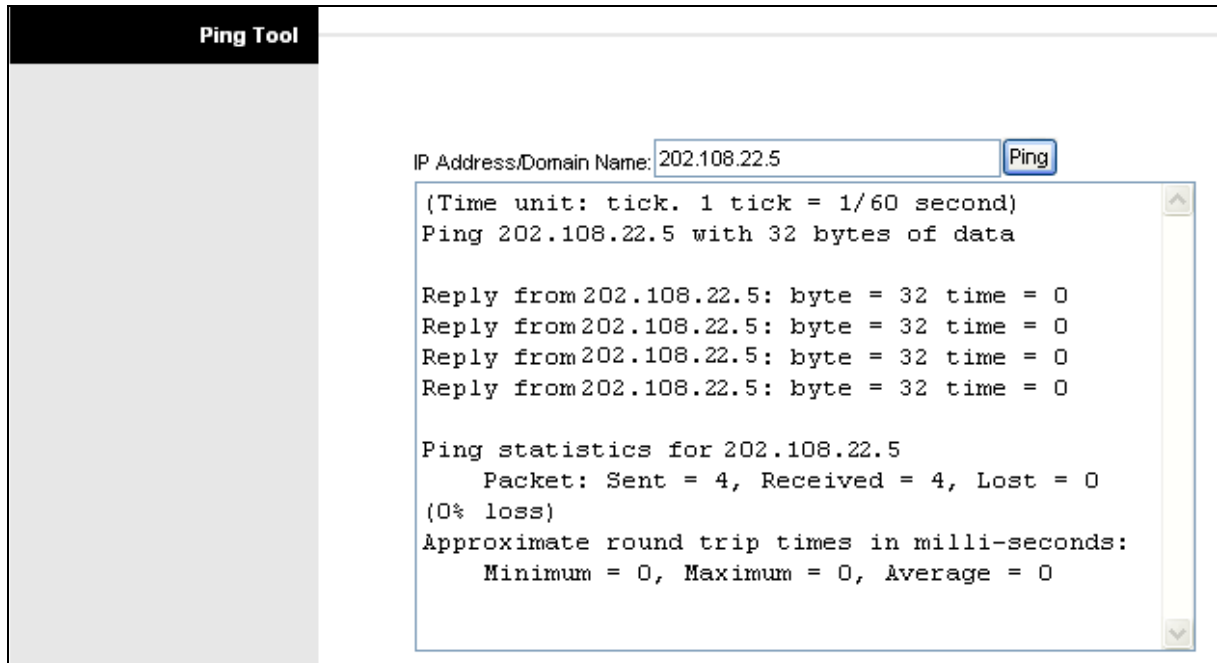 Ping Tool
IP Address/Domain Name: 202.108.22.5 Ping
(Time unit: tick. 1 tick = 1/60 second)
Ping 202.108.22.5 with 32 bytes of data
Reply from 202.108.22.5: byte = 32 time = 0
Reply from 202.108.22.5: byte = 32 time = 0
Reply from 202.108.22.5: byte = 32 time = 0
Reply from 202.108.22.5: byte = 32 time = 0
Ping statistics for 202.108.22.5
Packet: Sent = 4, Received = 4, Lost = 0
(0% loss)
Approximate round trip times in milli-seconds:
Minimum = 0, Maximum = 0, Average = 0